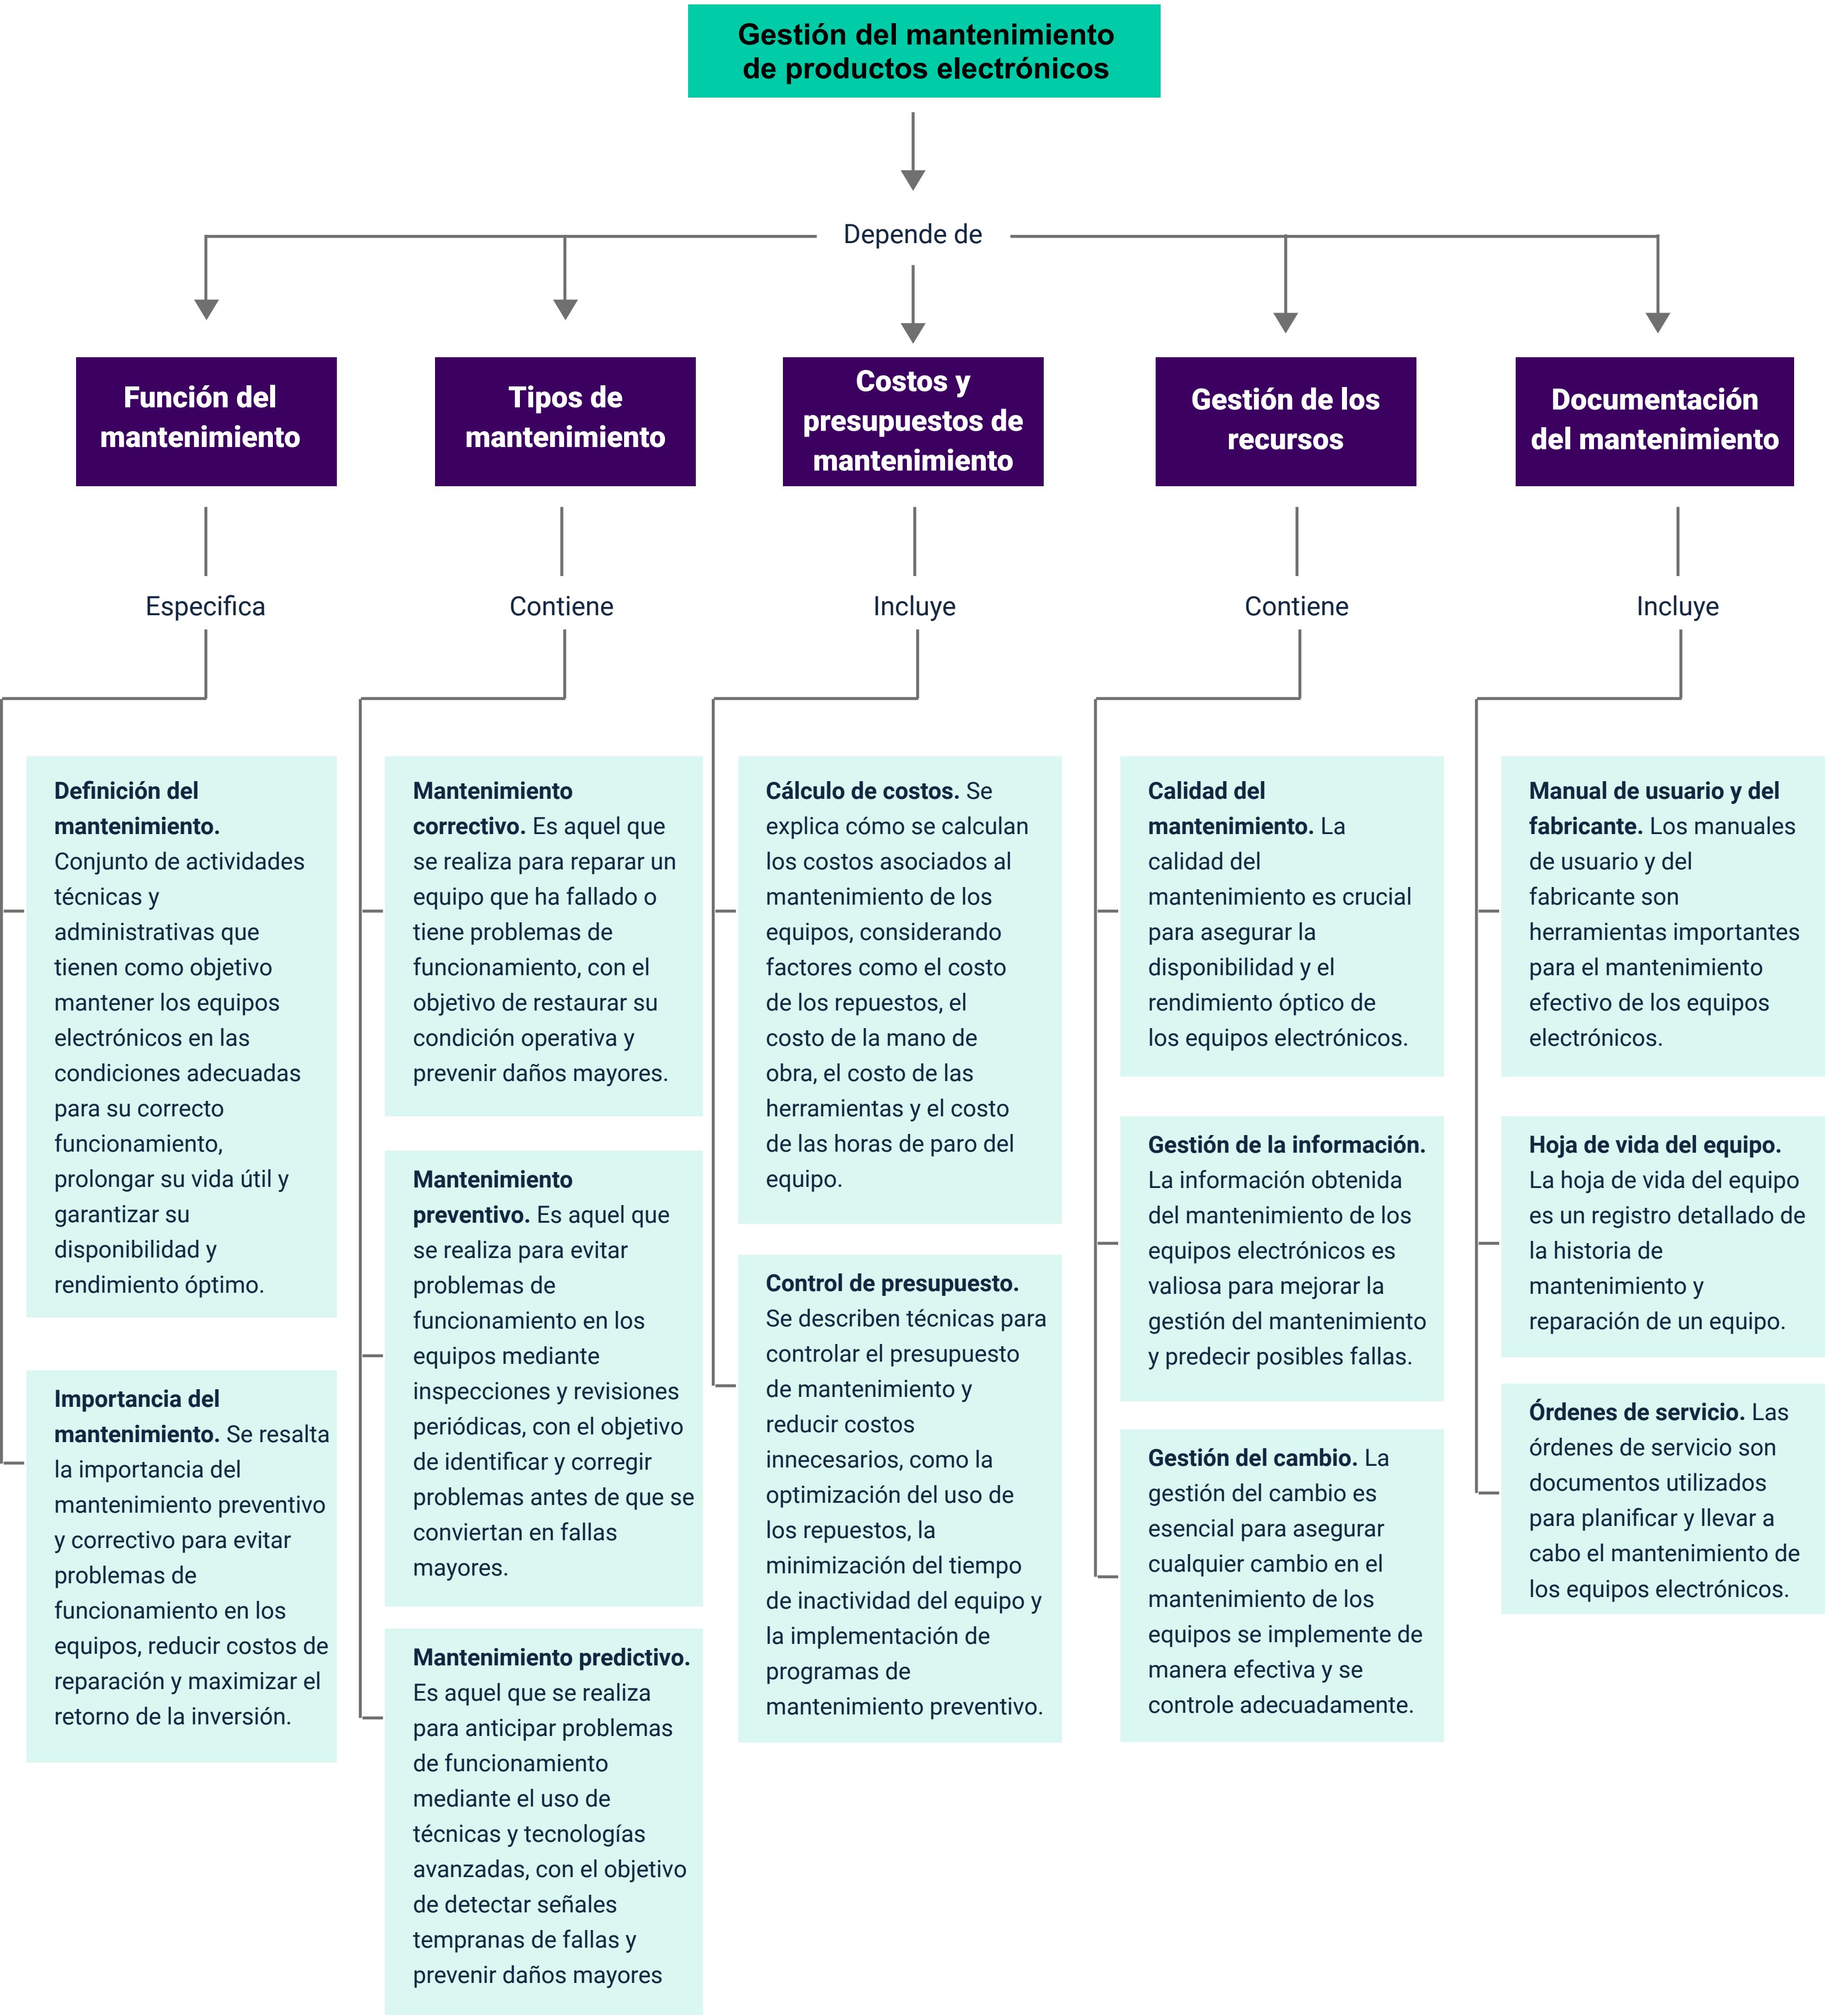 Gestión del mantenimiento
de productos electrónicos
Depende de
Función del
mantenimiento
Tipos de
mantenimiento
Costos y
presupuestos de
mantenimiento
Gestión de los
recursos
Documentación
del mantenimiento
Especifica
Contiene
Incluye
Contiene
Incluye
Definición del
mantenimiento.
Conjunto de actividades
técnicas y
administrativas que
tienen como objetivo
mantener los equipos
electrónicos en las
condiciones adecuadas
para su correcto
funcionamiento,
prolongar su vida útil y
garantizar su
disponibilidad y
rendimiento óptimo.
Importancia del
mantenimiento. Se resalta
la importancia del
mantenimiento preventivo
y correctivo para evitar
problemas de
funcionamiento en los
equipos, reducir costos de
reparación y maximizar el
retorno de la inversión.
Mantenimiento
correctivo. Es aquel que
se realiza para reparar un
equipo que ha fallado o
tiene problemas de
funcionamiento, con el
objetivo de restaurar su
condición operativa y
prevenir daños mayores.
Mantenimiento
preventivo. Es aquel que
se realiza para evitar
problemas de
funcionamiento en los
equipos mediante
inspecciones y revisiones
periódicas, con el objetivo
de identificar y corregir
problemas antes de que se
conviertan en fallas
mayores.
Mantenimiento predictivo.
Es aquel que se realiza
para anticipar problemas
de funcionamiento
mediante el uso de
técnicas y tecnologías
avanzadas, con el objetivo
de detectar señales
tempranas de fallas y
prevenir daños mayores
Cálculo de costos. Se
explica cómo se calculan
los costos asociados al
mantenimiento de los
equipos, considerando
factores como el costo
de los repuestos, el
costo de la mano de
obra, el costo de las
herramientas y el costo
de las horas de paro del
equipo.
Control de presupuesto.
Se describen técnicas para
controlar el presupuesto
de mantenimiento y
reducir costos
innecesarios, como la
optimización del uso de
los repuestos, la
minimización del tiempo
de inactividad del equipo y
la implementación de
programas de
mantenimiento preventivo.
Calidad del
mantenimiento. La
calidad del
mantenimiento es crucial
para asegurar la
disponibilidad y el
rendimiento óptico de
los equipos electrónicos.
Gestión de la información.
La información obtenida
del mantenimiento de los
equipos electrónicos es
valiosa para mejorar la
gestión del mantenimiento
y predecir posibles fallas.
Gestión del cambio. La
gestión del cambio es
esencial para asegurar
cualquier cambio en el
mantenimiento de los
equipos se implemente de
manera efectiva y se
controle adecuadamente.
Manual de usuario y del
fabricante. Los manuales
de usuario y del
fabricante son
herramientas importantes
para el mantenimiento
efectivo de los equipos
electrónicos.
Hoja de vida del equipo.
La hoja de vida del equipo
es un registro detallado de
la historia de
mantenimiento y
reparación de un equipo.
Órdenes de servicio. Las
órdenes de servicio son
documentos utilizados
para planificar y llevar a
cabo el mantenimiento de
los equipos electrónicos.